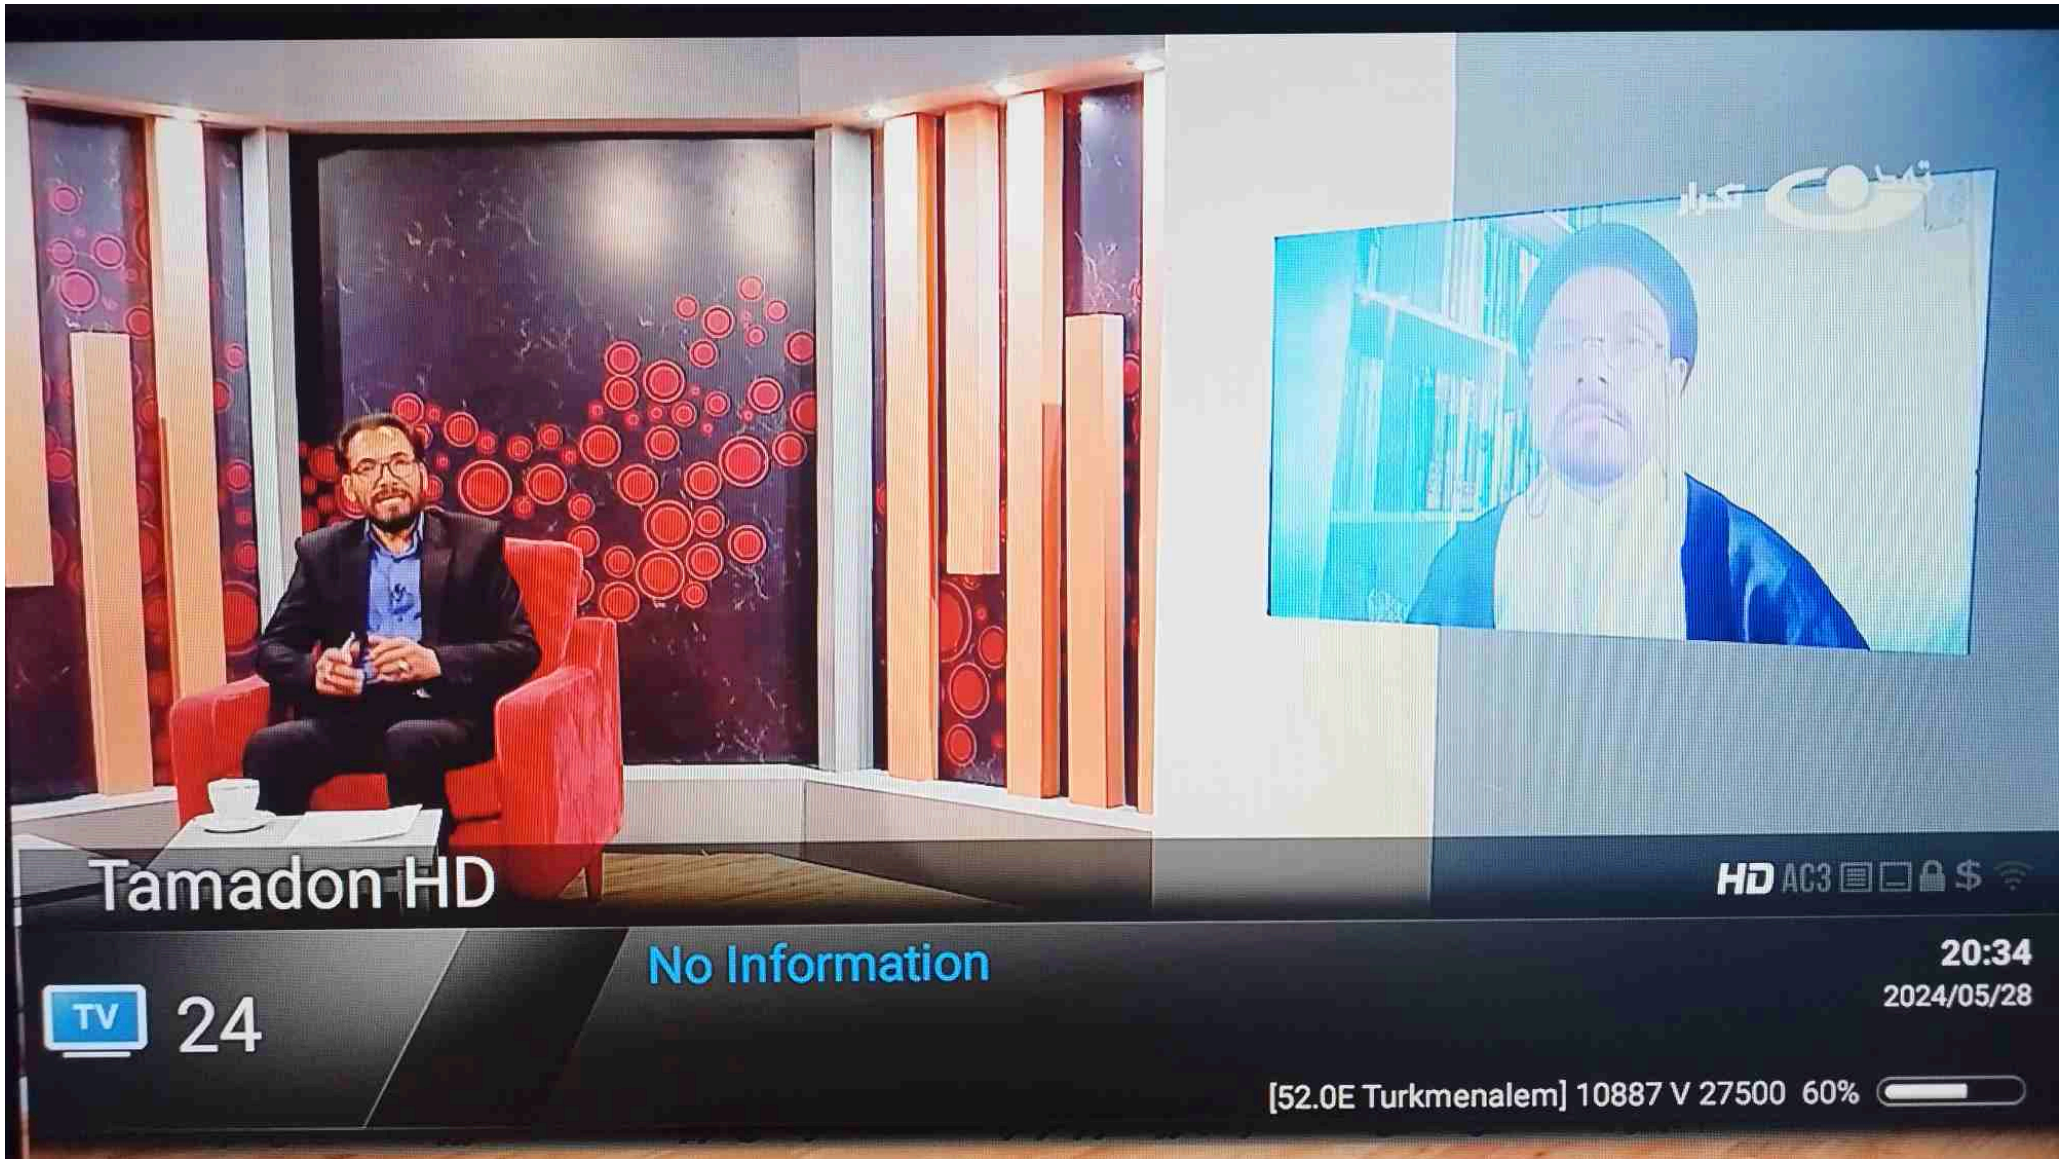 تمدن تکرار
Tamadon HD
HD AC3 $
TV 24
No Information
20:34
2024/05/28
[52.0E Turkmenalem] 10887 V 27500 60%